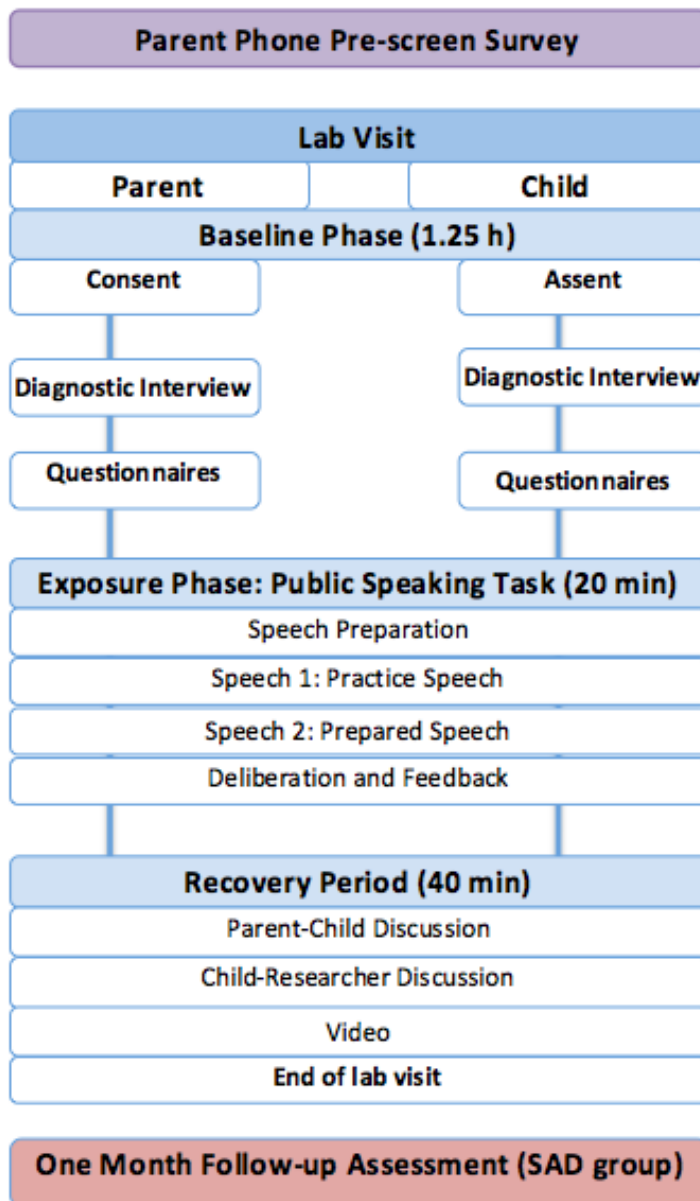 Parent Phone Pre-screen Survey
Lab Visit
Parent
Child
Baseline Phase (1.25 h)
Consent
Assent
Diagnostic Interview
Diagnostic Interview
Questionnaires
Questionnaires
Exposure Phase: Public Speaking Task (20 min)
Speech Preparation
Speech 1: Practice Speech
Speech 2: Prepared Speech
Deliberation and Feedback
Recovery Period (40 min)
Parent-Child Discussion
Child-Researcher Discussion
Video
End of lab visit
One Month Follow-up Assessment (SAD group)